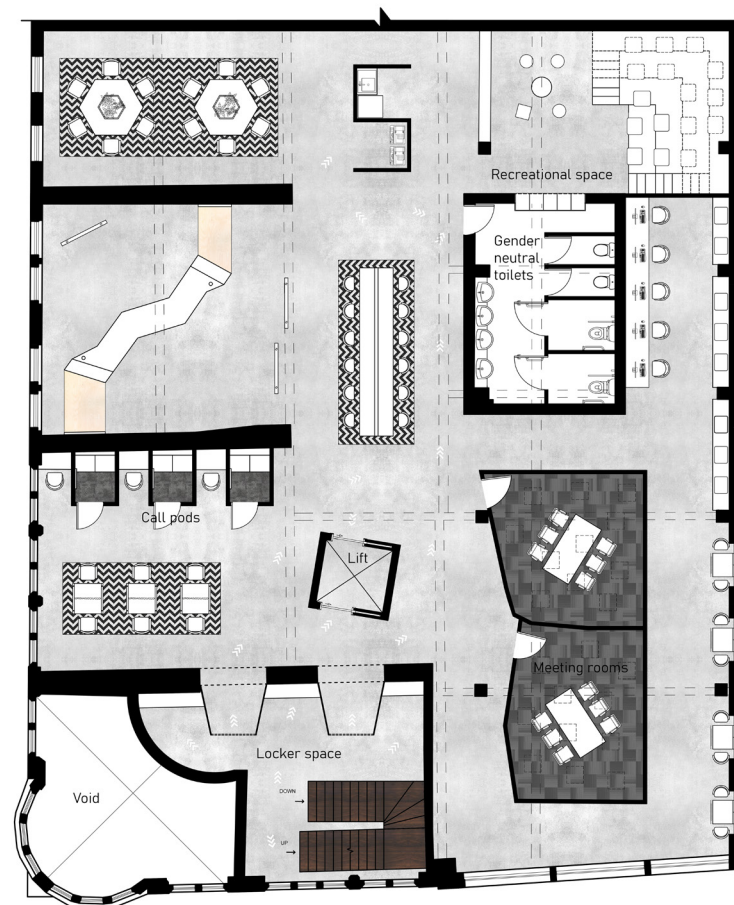 Recreational space
Gender
neutral
toilets
Call pods
Lift
Meeting rooms
Locker space
Void
DOWN
UP